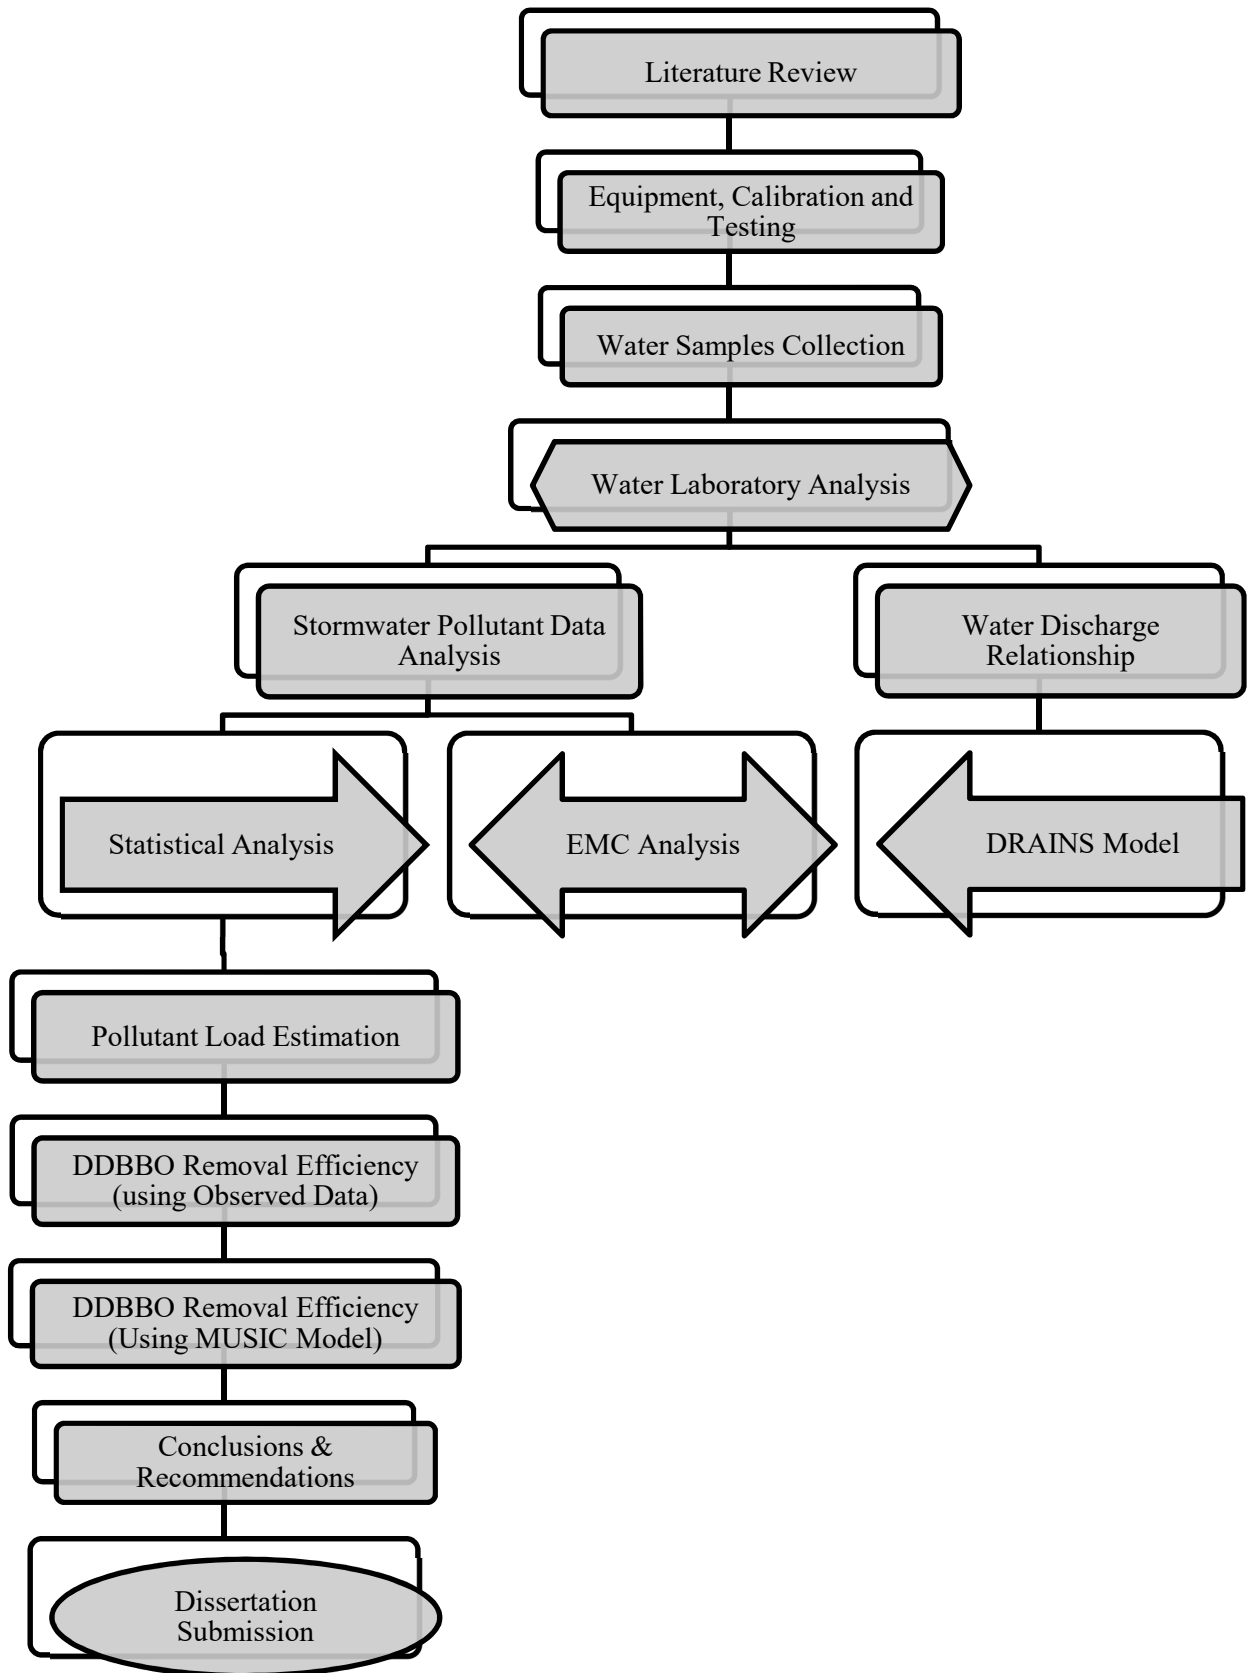 Literature Review
Equipment, Calibration and
Testing
Water Samples Collection
Water Laboratory Analysis
Stormwater Pollutant Data
Analysis
Water Discharge
Relationship
Statistical Analysis
EMC Analysis
DRAINS Model
Pollutant Load Estimation
DDBBO Removal Efficiency
(using Observed Data)
DDBBO Removal Efficiency
(Using MUSIC Model)
Conclusions &
Recommendations
Dissertation
Submission